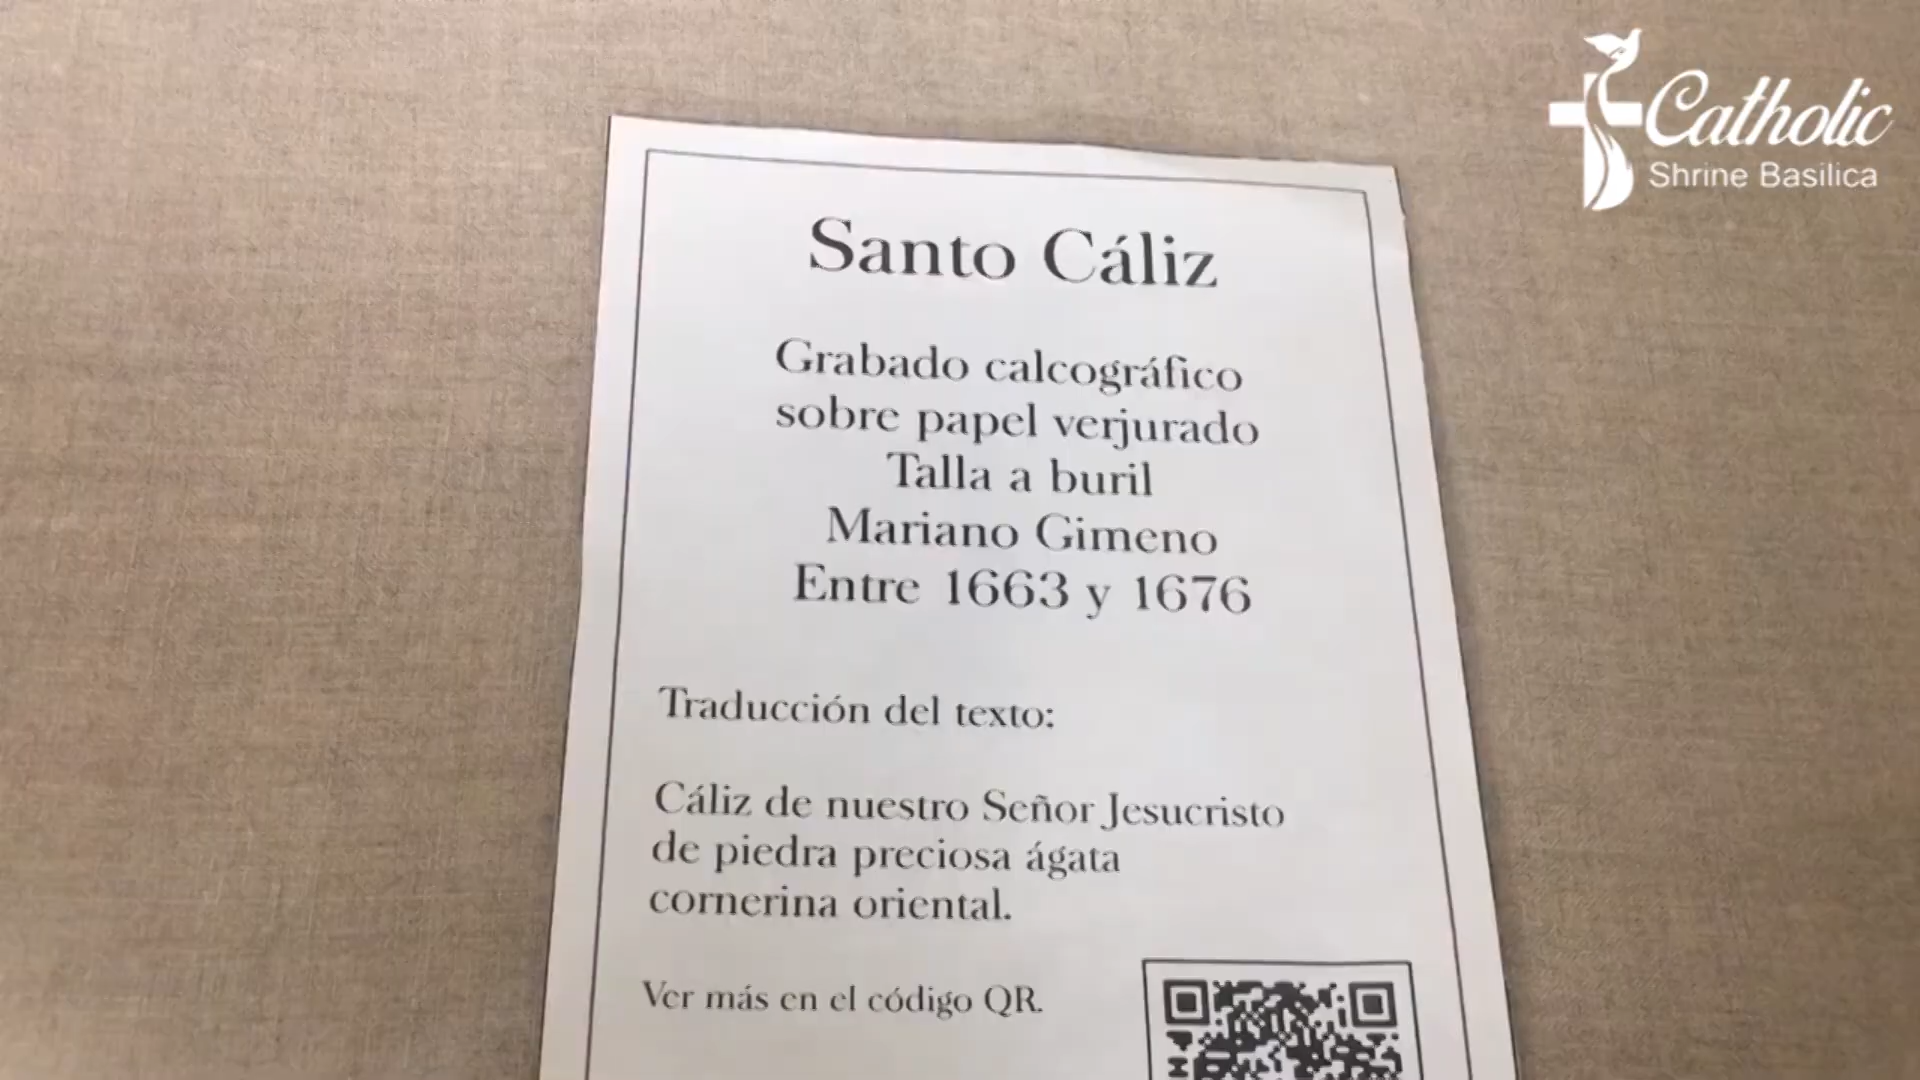 Catholic
Shrine Basilica
Santo Cáliz
Grabado calcográfico
sobre papel verjurado
Talla a buril
Mariano Gimeno
Entre 1663 y 1676
Traducción del texto:
Cáliz de nuestro Señor Jesucristo
de piedra preciosa ágata
cornerina oriental.
Ver más en el código QR.